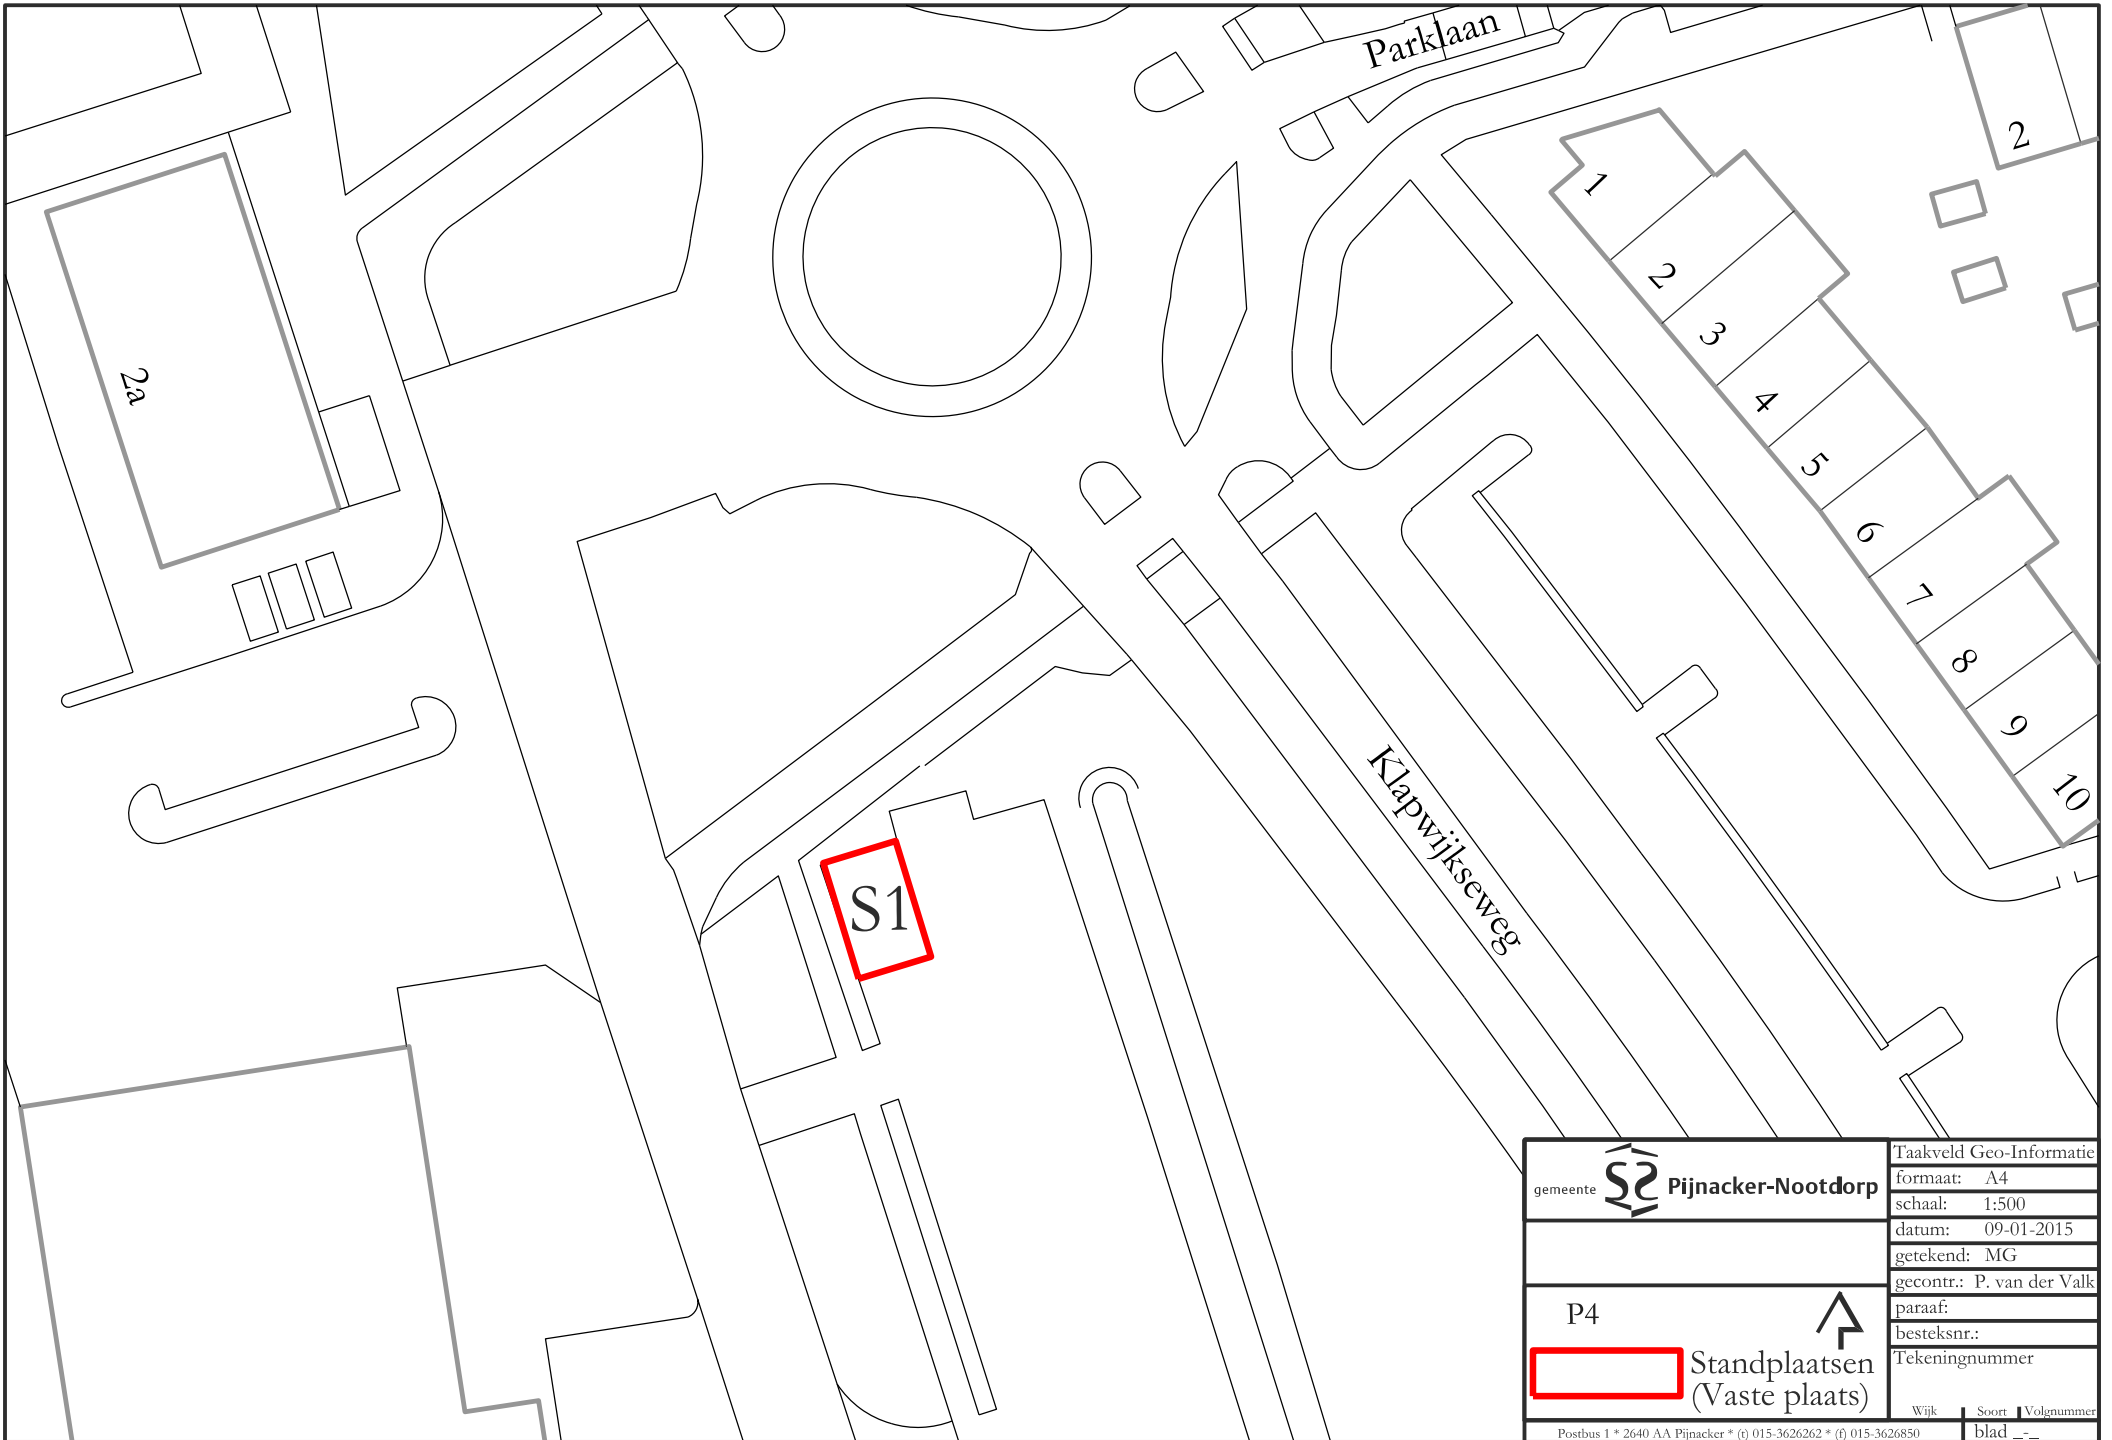 Parklaan
2
1
2
3
2a
4
5
6
7
8
9
10
Klapwijkseweg
S1
gemeente Pijnacker-Nootdorp
Taakveld Geo-Informatie
formaat: A4
schaal: 1:500
datum: 09-01-2015
getekend: MG
gecontr.: P. van der Valk
paraaf:
besteksnr.:
P4
Standplaatsen
(Vaste plaats)
Tekeningnummer
Wijk Soort Volgnummer
Postbus 1 * 2640 AA Pijnacker * (t) 015-3626262 * (f) 015-3626850
blad _-_